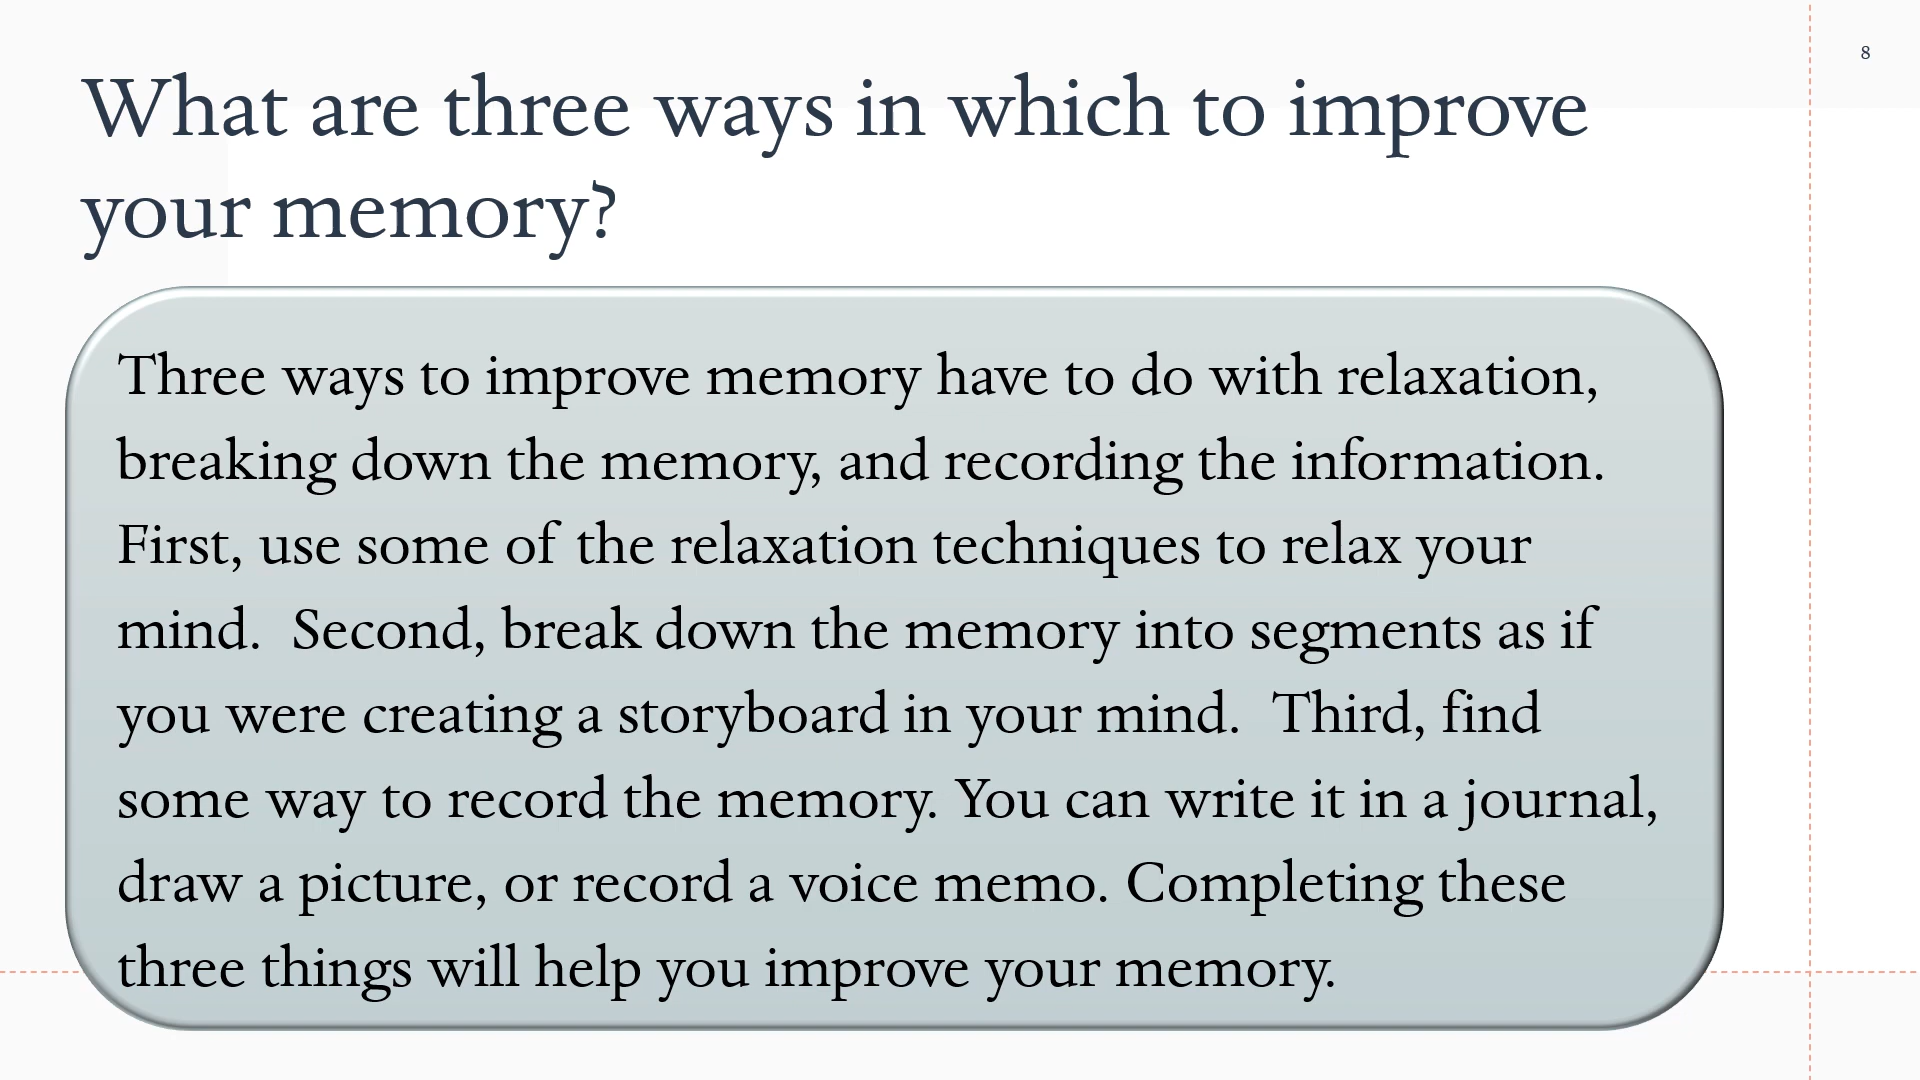 8
What are three ways in which to improve
your memory?
Three ways to improve memory have to do with relaxation,
breaking down the memory, and recording the information.
First, use some of the relaxation techniques to relax your
mind.  Second, break down the memory into segments as if
you were creating a storyboard in your mind.  Third, find
some way to record the memory. You can write it in a journal,
draw a picture, or record a voice memo. Completing these
three things will help you improve your memory.